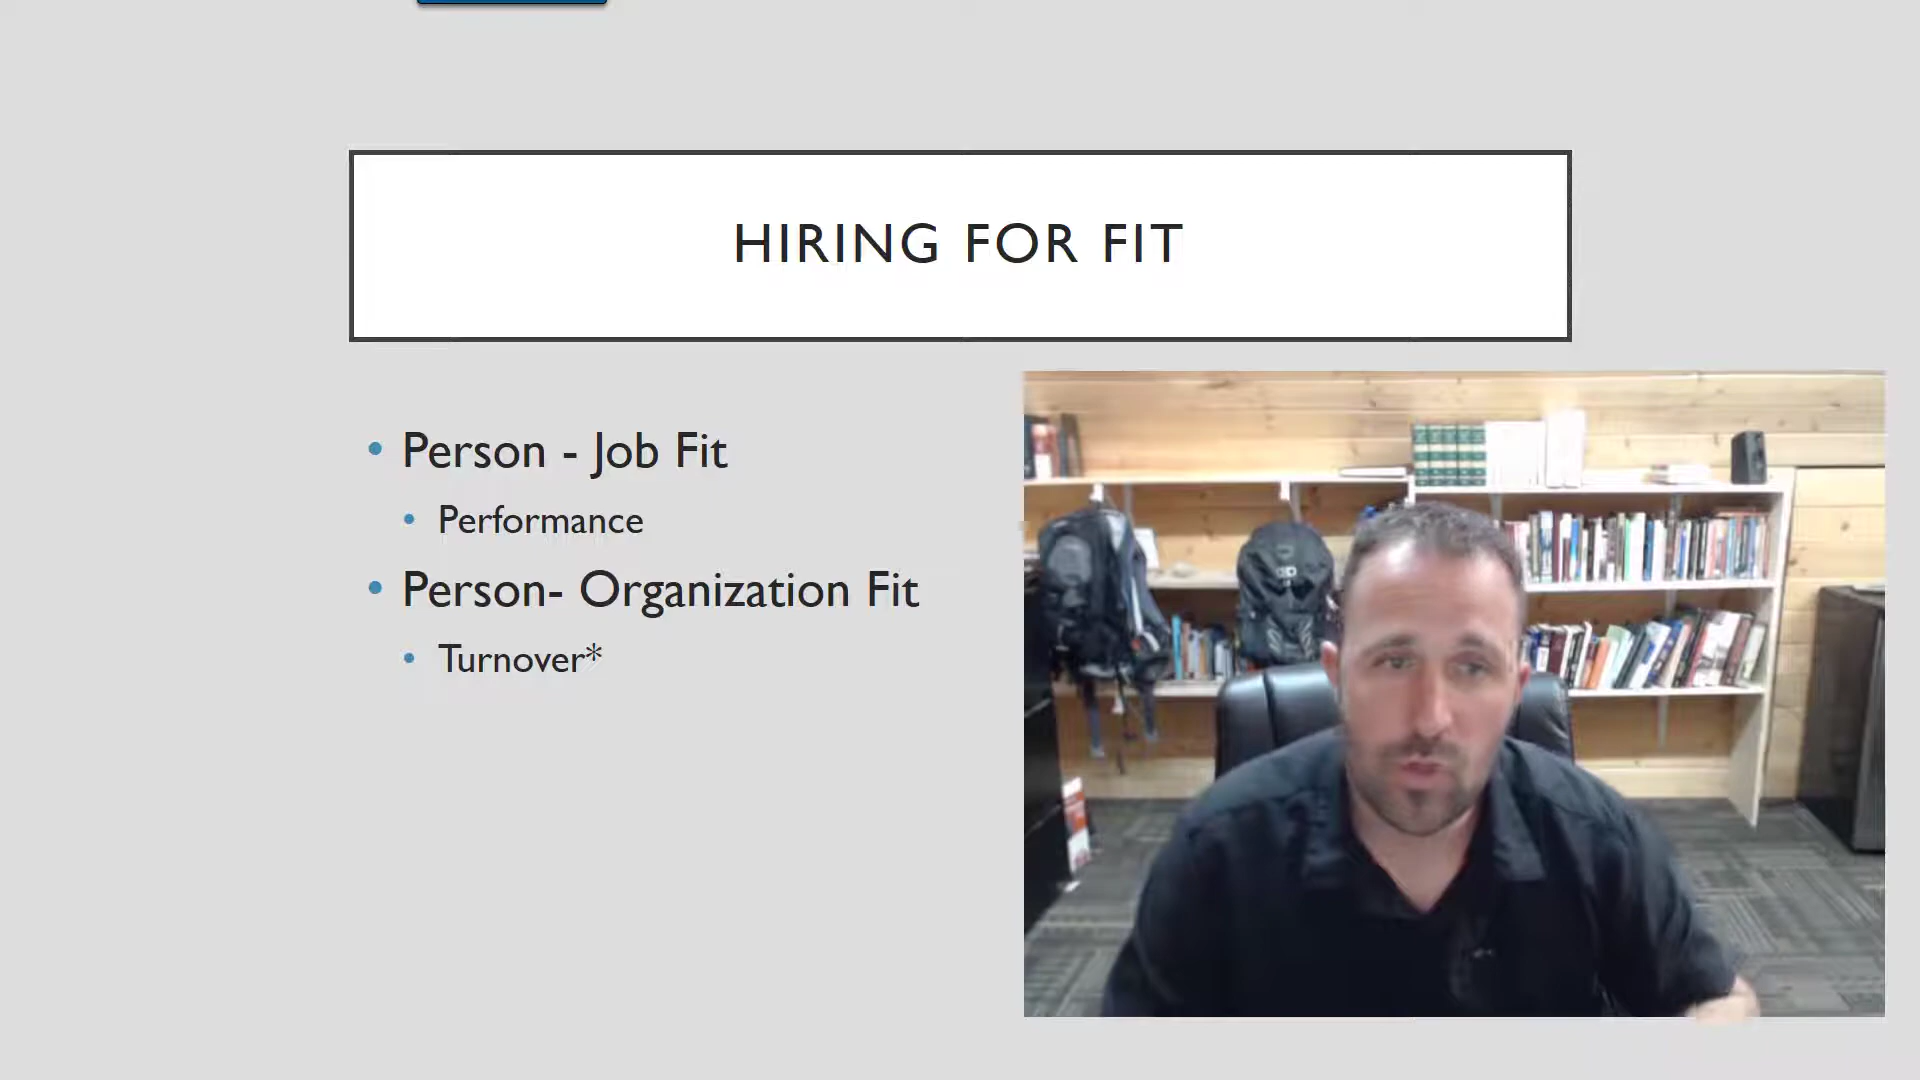 HIRING FOR FIT
• Person - Job Fit
• Performance
• Person- Organization Fit
• Turnover*